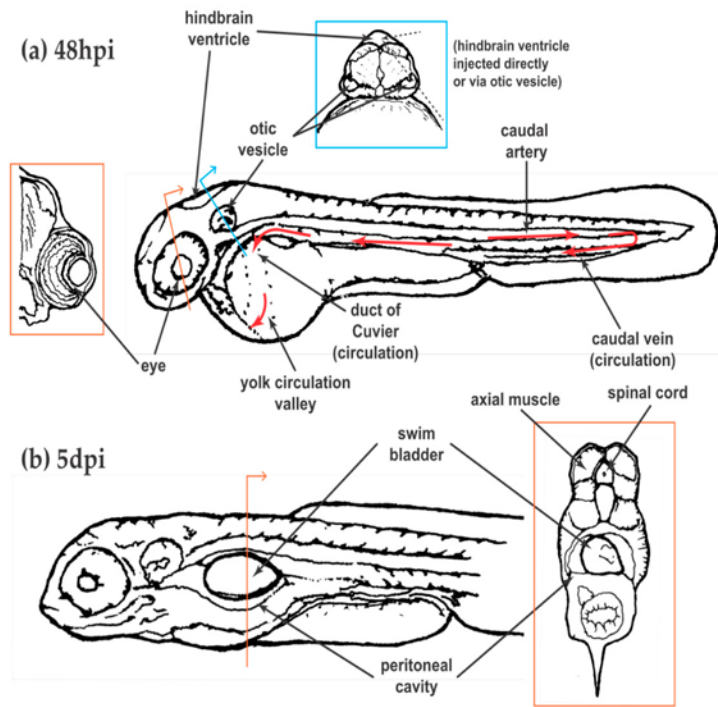 hindbrain
ventricle
(a) 48hpi
(hindbrain ventricle
injected directly
or via otic vesicle)
otic
vesicle
caudal
artery
eye
duct of
Cuvier
(circulation)
yolk circulation
valley
caudal vein
(circulation)
axial muscle
spinal cord
(b) 5dpi
swim
bladder
peritoneal
cavity